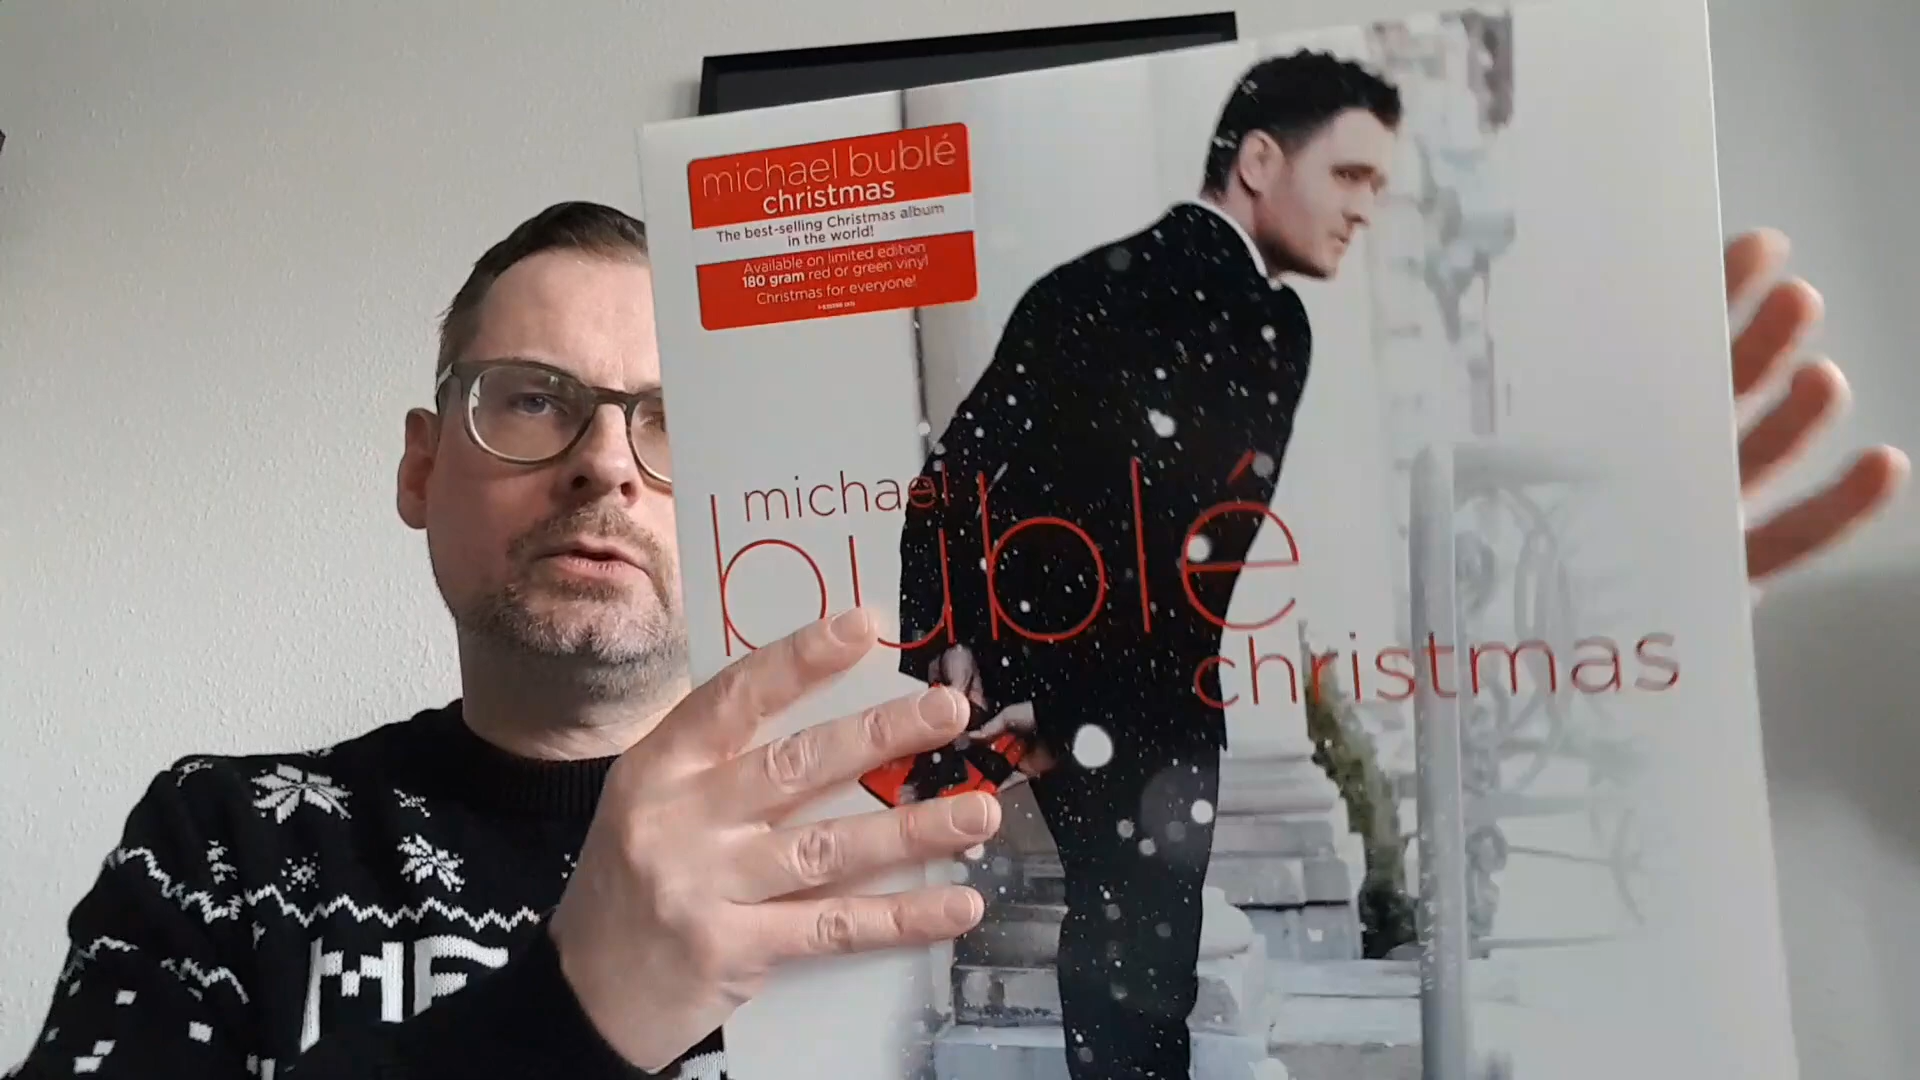 michael bublé
christmas
The best-selling Christmas album
in the world!
Available on limited edition
180 gram red or green vinyl
Christmas for everyone!
michael
bublé
christmas